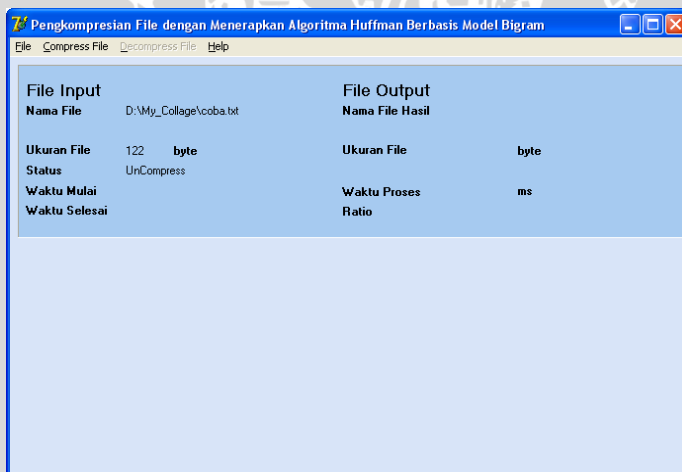 Pengkompresian File dengan Menerapkan Algoritma Huffman Berbasis Model Bigram
File Compress File Decompress File Help
File Input File Output
Nama File D:\My_Collage\coba.txt Nama File Hasil
Ukuran File 122 byte Ukuran File byte
Status UnCompress
Waktu Mulai Waktu Proses ms
Waktu Selesai Ratio